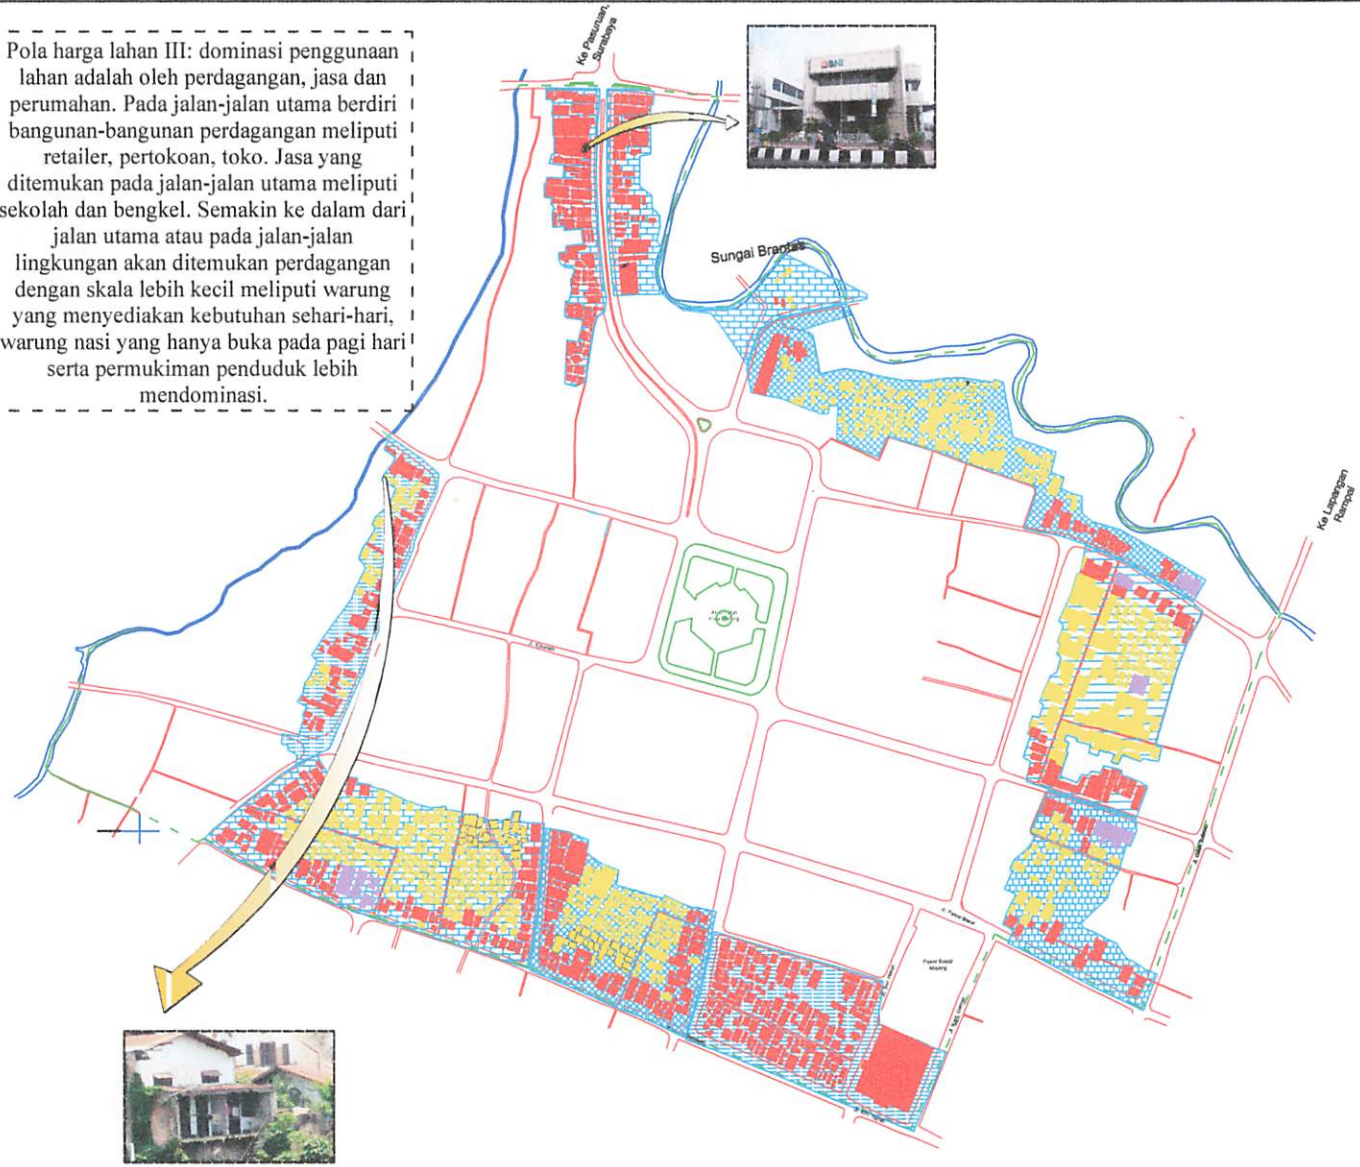 Pola harga lahan III: dominasi penggunaan
lahan adalah oleh perdagangan, jasa dan
perumahan. Pada jalan-jalan utama berdiri
bangunan-bangunan perdagangan meliputi
retailer, pertokoan, toko. Jasa yang
ditemukan pada jalan-jalan utama meliputi
sekolah dan bengkel. Semakin ke dalam dari
jalan utama atau pada jalan-jalan
lingkungan akan ditemukan perdagangan
dengan skala lebih kecil meliputi warung
yang menyediakan kebutuhan sehari-hari,
warung nasi yang hanya buka pada pagi hari
serta permukiman penduduk lebih
mendominasi.
Ke Pasuruan,
Surabaya
BNI
Sungai Brantas
Ke Lapangan
Rampal
Pasar Besar
Malang